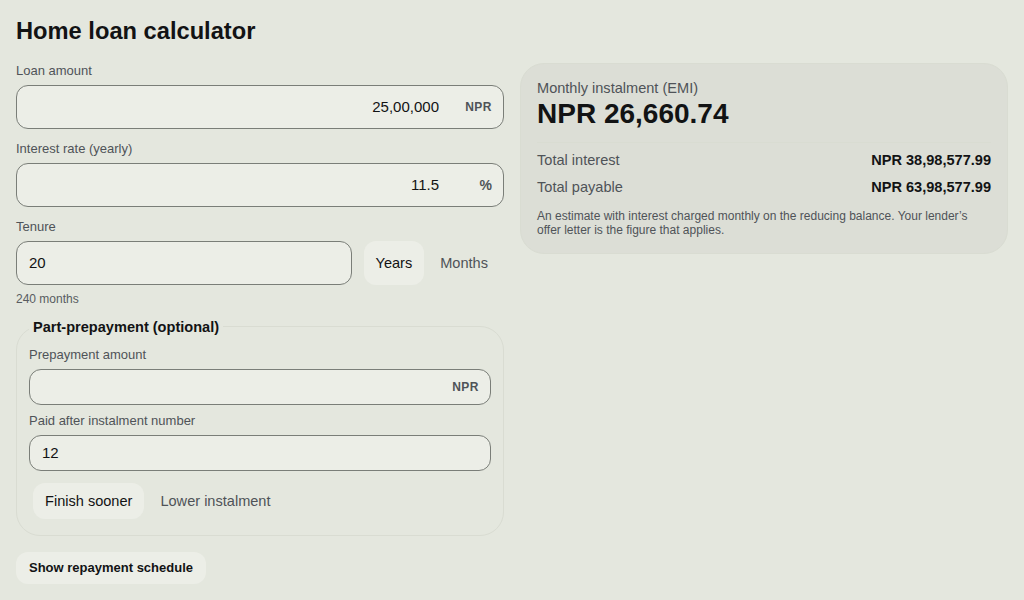 Home loan calculator
Loan amount
25,00,000 NPR
Interest rate (yearly)
11.5 %
Tenure
20 Years Months
240 months
Part-prepayment (optional)
Prepayment amount
NPR
Paid after instalment number
12
Finish sooner Lower instalment
Show repayment schedule
Monthly instalment (EMI)
NPR 26,660.74
Total interest NPR 38,98,577.99
Total payable NPR 63,98,577.99
An estimate with interest charged monthly on the reducing balance. Your lender’s
offer letter is the figure that applies.